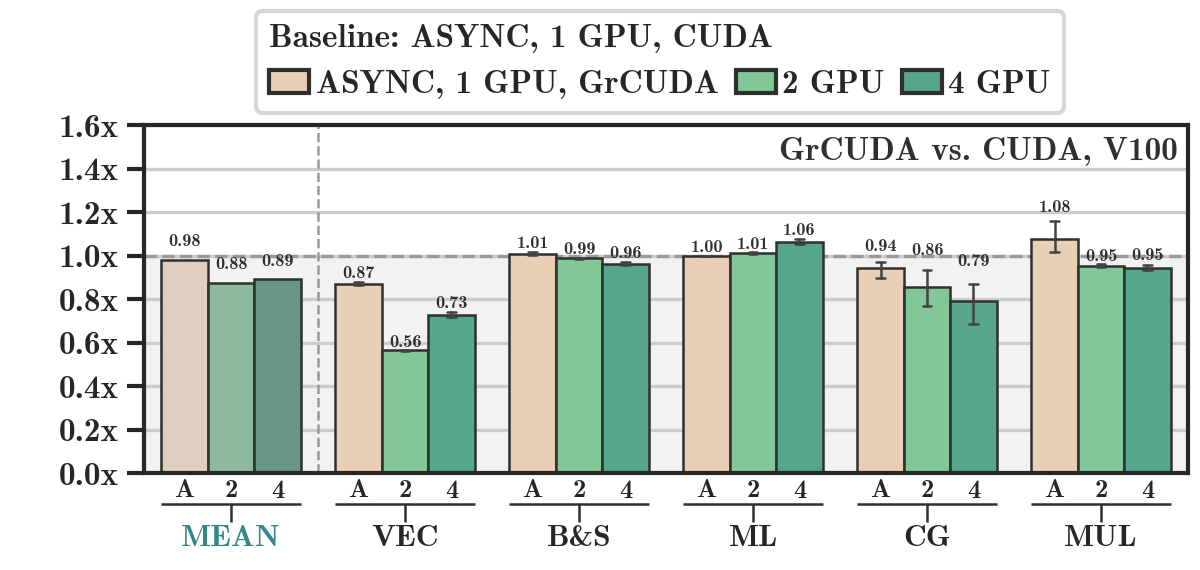 Baseline: ASYNC, 1 GPU, CUDA
ASYNC, 1 GPU, GrCUDA 2 GPU 4 GPU
GrCUDA vs. CUDA, V100
1.6x
1.4x
1.2x
1.0x
0.8x
0.6x
0.4x
0.2x
0.0x
0.98 0.88 0.89
0.87 0.56 0.73
1.01 0.99 0.96
1.00 1.01 1.06
0.94 0.86 0.79
1.08 0.95 0.95
A 2 4 A 2 4 A 2 4 A 2 4 A 2 4 A 2 4
MEAN VEC B&S ML CG MUL